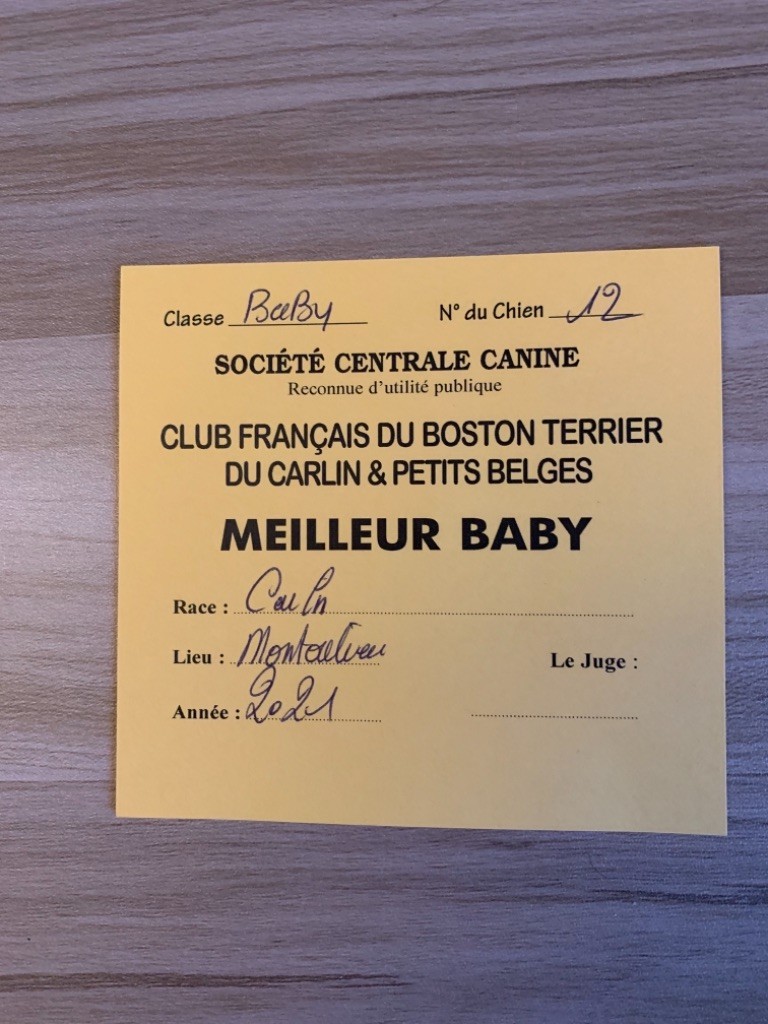 Classe BaBy N° du Chien 12
SOCIÉTÉ CENTRALE CANINE
Reconnue d'utilité publique
CLUB FRANÇAIS DU BOSTON TERRIER
DU CARLIN & PETITS BELGES
MEILLEUR BABY
Race : Carlin
Lieu :
Le Juge :
Année : 2021